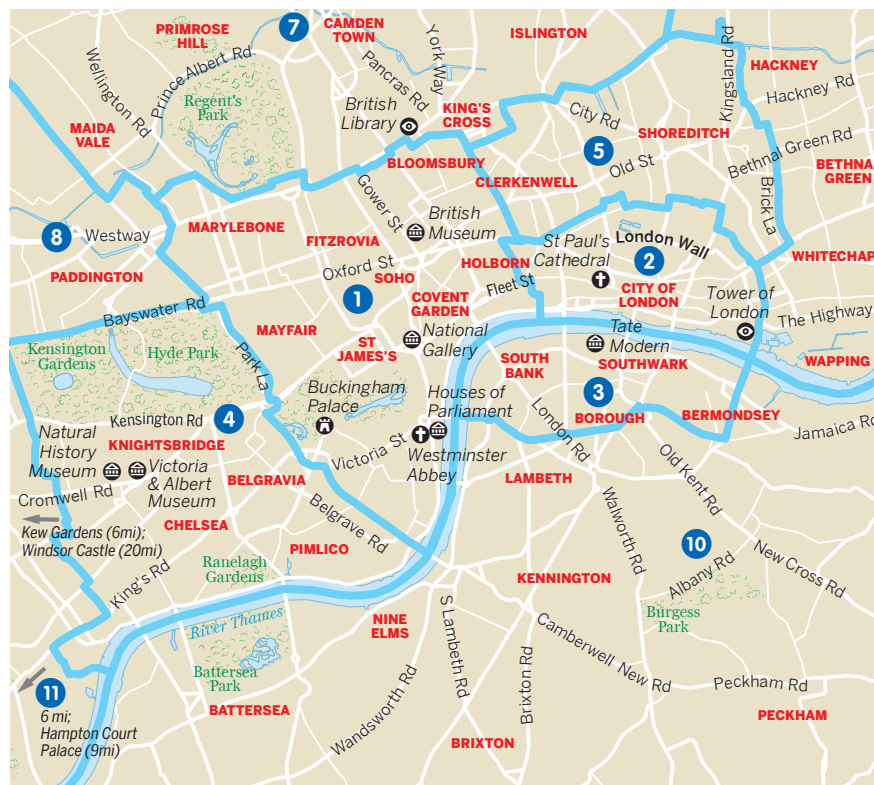 7
PRIMROSE
HILL
CAMDEN
TOWN
ISLINGTON
HACKNEY
Wellington Rd
Prince Albert Rd
Pancras Rd
York Way
Kingsland Rd
Hackney Rd
Regent's
Park
British
Library
KING'S
CROSS
City Rd
SHOREDITCH
MAIDA
VALE
5
Old St
Bethnal Green Rd
BLOOMSBURY
CLERKENWELL
BETHNA
GREEN
Brick La
Gower St
British
Museum
MARYLEBONE
8
Westway
FITZROVIA
St Paul's
Cathedral
London Wall
2
WHITECHAP
PADDINGTON
Oxford St
SOHO
HOLBORN
Fleet St
CITY OF
LONDON
Tower of
London
1
COVENT
GARDEN
Bayswater Rd
MAYFAIR
The Highway
National
Gallery
Tate
Modern
ST
JAMES'S
Kensington
Gardens
Hyde Park
Park La
SOUTH
BANK
SOUTHWARK
WAPPING
Buckingham
Palace
Houses of
Parliament
3
Kensington Rd
4
BOROUGH
BERMONDSEY
Jamaica Rd
London Rd
Natural
History
Museum
KNIGHTSBRIDGE
Victoria
& Albert
Museum
Victoria St
Westminster
Abbey
Old Kent Rd
BELGRAVIA
LAMBETH
Cromwell Rd
Belgrave Rd
Walworth Rd
CHELSEA
Kew Gardens (6mi);
Windsor Castle (20mi)
PIMLICO
10
New Cross Rd
Ranelagh
Gardens
King's Rd
KENNINGTON
Albany Rd
Burgess
Park
River Thames
NINE
ELMS
S Lambeth Rd
Camberwell New Rd
Battersea
Park
Wandsworth Rd
Brixton Rd
Peckham Rd
11
6 mi;
Hampton Court
Palace (9mi)
BATTERSEA
PECKHAM
BRIXTON